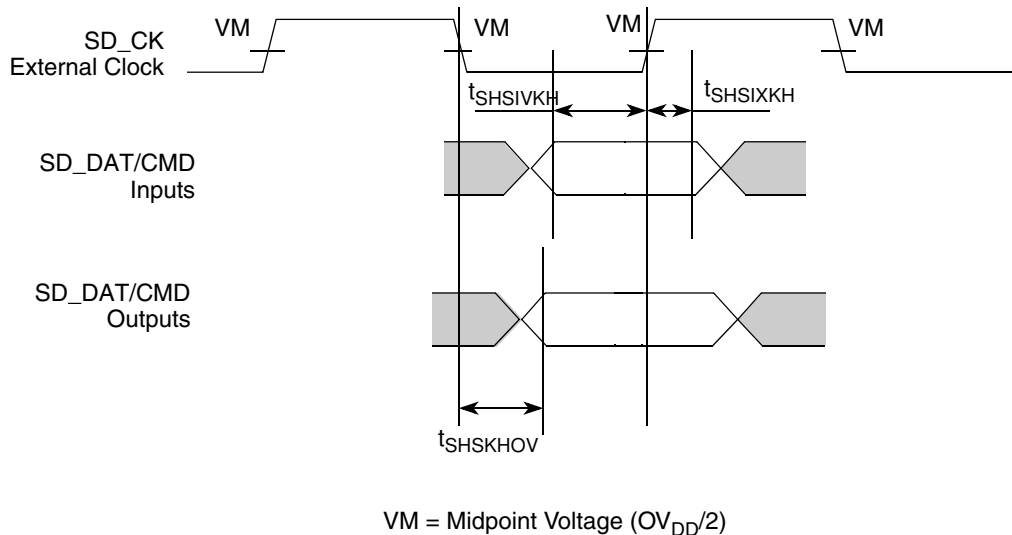 VM VM VM VM
SD_CK
External Clock
tSHSIVKH tSHSIXKH
SD_DAT/CMD
Inputs
SD_DAT/CMD
Outputs
tSHSKHOV
VM = Midpoint Voltage (OVDD/2)